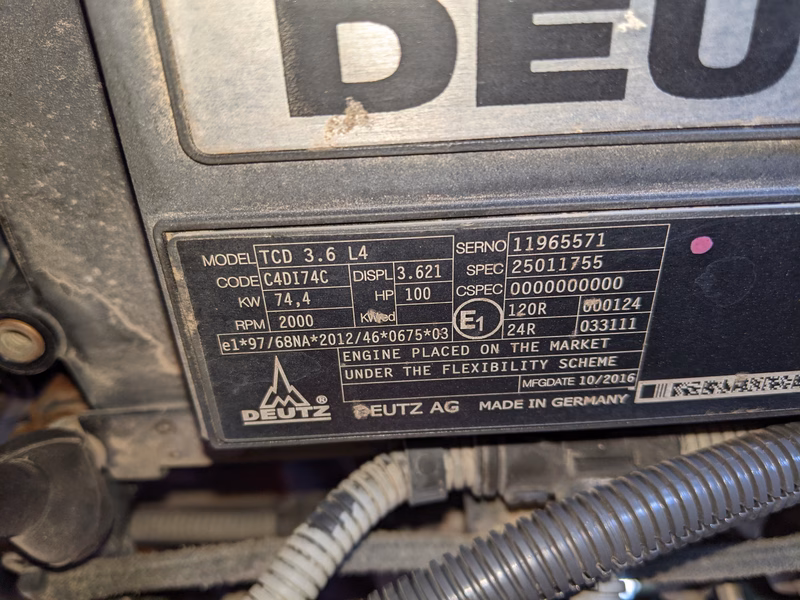 DEU
MODEL TCD 3.6 L4 SERNO 11965571
CODE C4DI74C DISPL 3.621 SPEC 25011755
KW 74,4 HP 100 CSPEC 0000000000
RPM 2000 KWred E1 120R 000124
24R 033111
e1*97/68NA*2012/46*0675*03
ENGINE PLACED ON THE MARKET
UNDER THE FLEXIBILITY SCHEME
MFGDATE 10/2016
DEUTZ ® DEUTZ AG MADE IN GERMANY